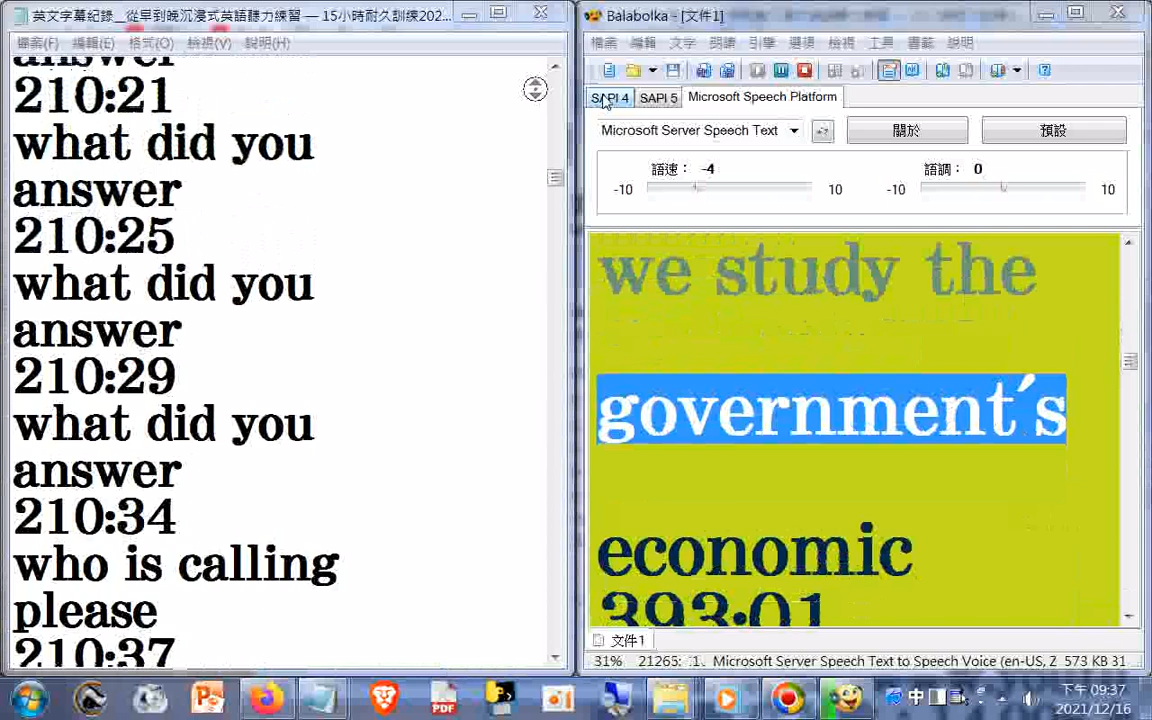 英文字幕紀錄__從早到晚沉浸式英語聽力練習 — 15小時耐久訓練202...
檔案(F) 編輯(E) 格式(O) 檢視(V) 說明(H)
answer
210:21
what did you
answer
210:25
what did you
answer
210:29
what did you
answer
210:34
who is calling
please
210:37
Balabolka - [文件1]
檔案 編輯 文字 朗讀 引擎 選項 檢視 工具 書籤 說明
SAPI 4 SAPI 5 Microsoft Speech Platform
Microsoft Server Speech Text 關於 預設
語速： -4 語調： 0
-10 10 -10 10
we study the
government´s
economic
393:01
文件1
31% 21265: 1. Microsoft Server Speech Text to Speech Voice (en-US, 2 573 KB 31
PDF 中 下午 09:37
2021/12/16